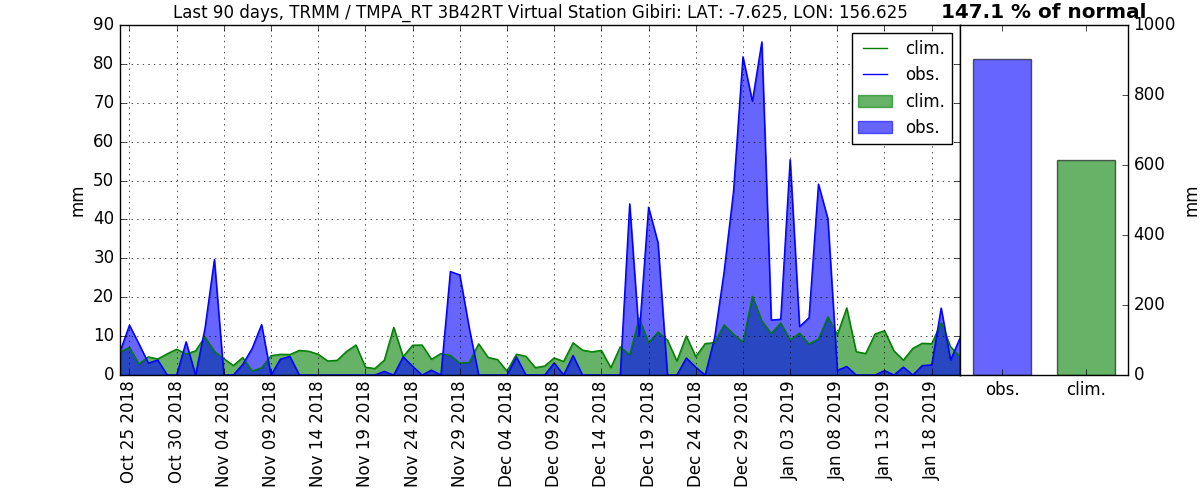 Last 90 days, TRMM / TMPA_RT 3B42RT Virtual Station Gibiri: LAT: -7.625, LON: 156.625
147.1 % of normal
90
80
70
60
50
40
30
20
10
0
mm
clim.
obs.
clim.
obs.
1000
800
600
400
200
0
mm
Oct 25 2018
Oct 30 2018
Nov 04 2018
Nov 09 2018
Nov 14 2018
Nov 19 2018
Nov 24 2018
Nov 29 2018
Dec 04 2018
Dec 09 2018
Dec 14 2018
Dec 19 2018
Dec 24 2018
Dec 29 2018
Jan 03 2019
Jan 08 2019
Jan 13 2019
Jan 18 2019
obs.
clim.